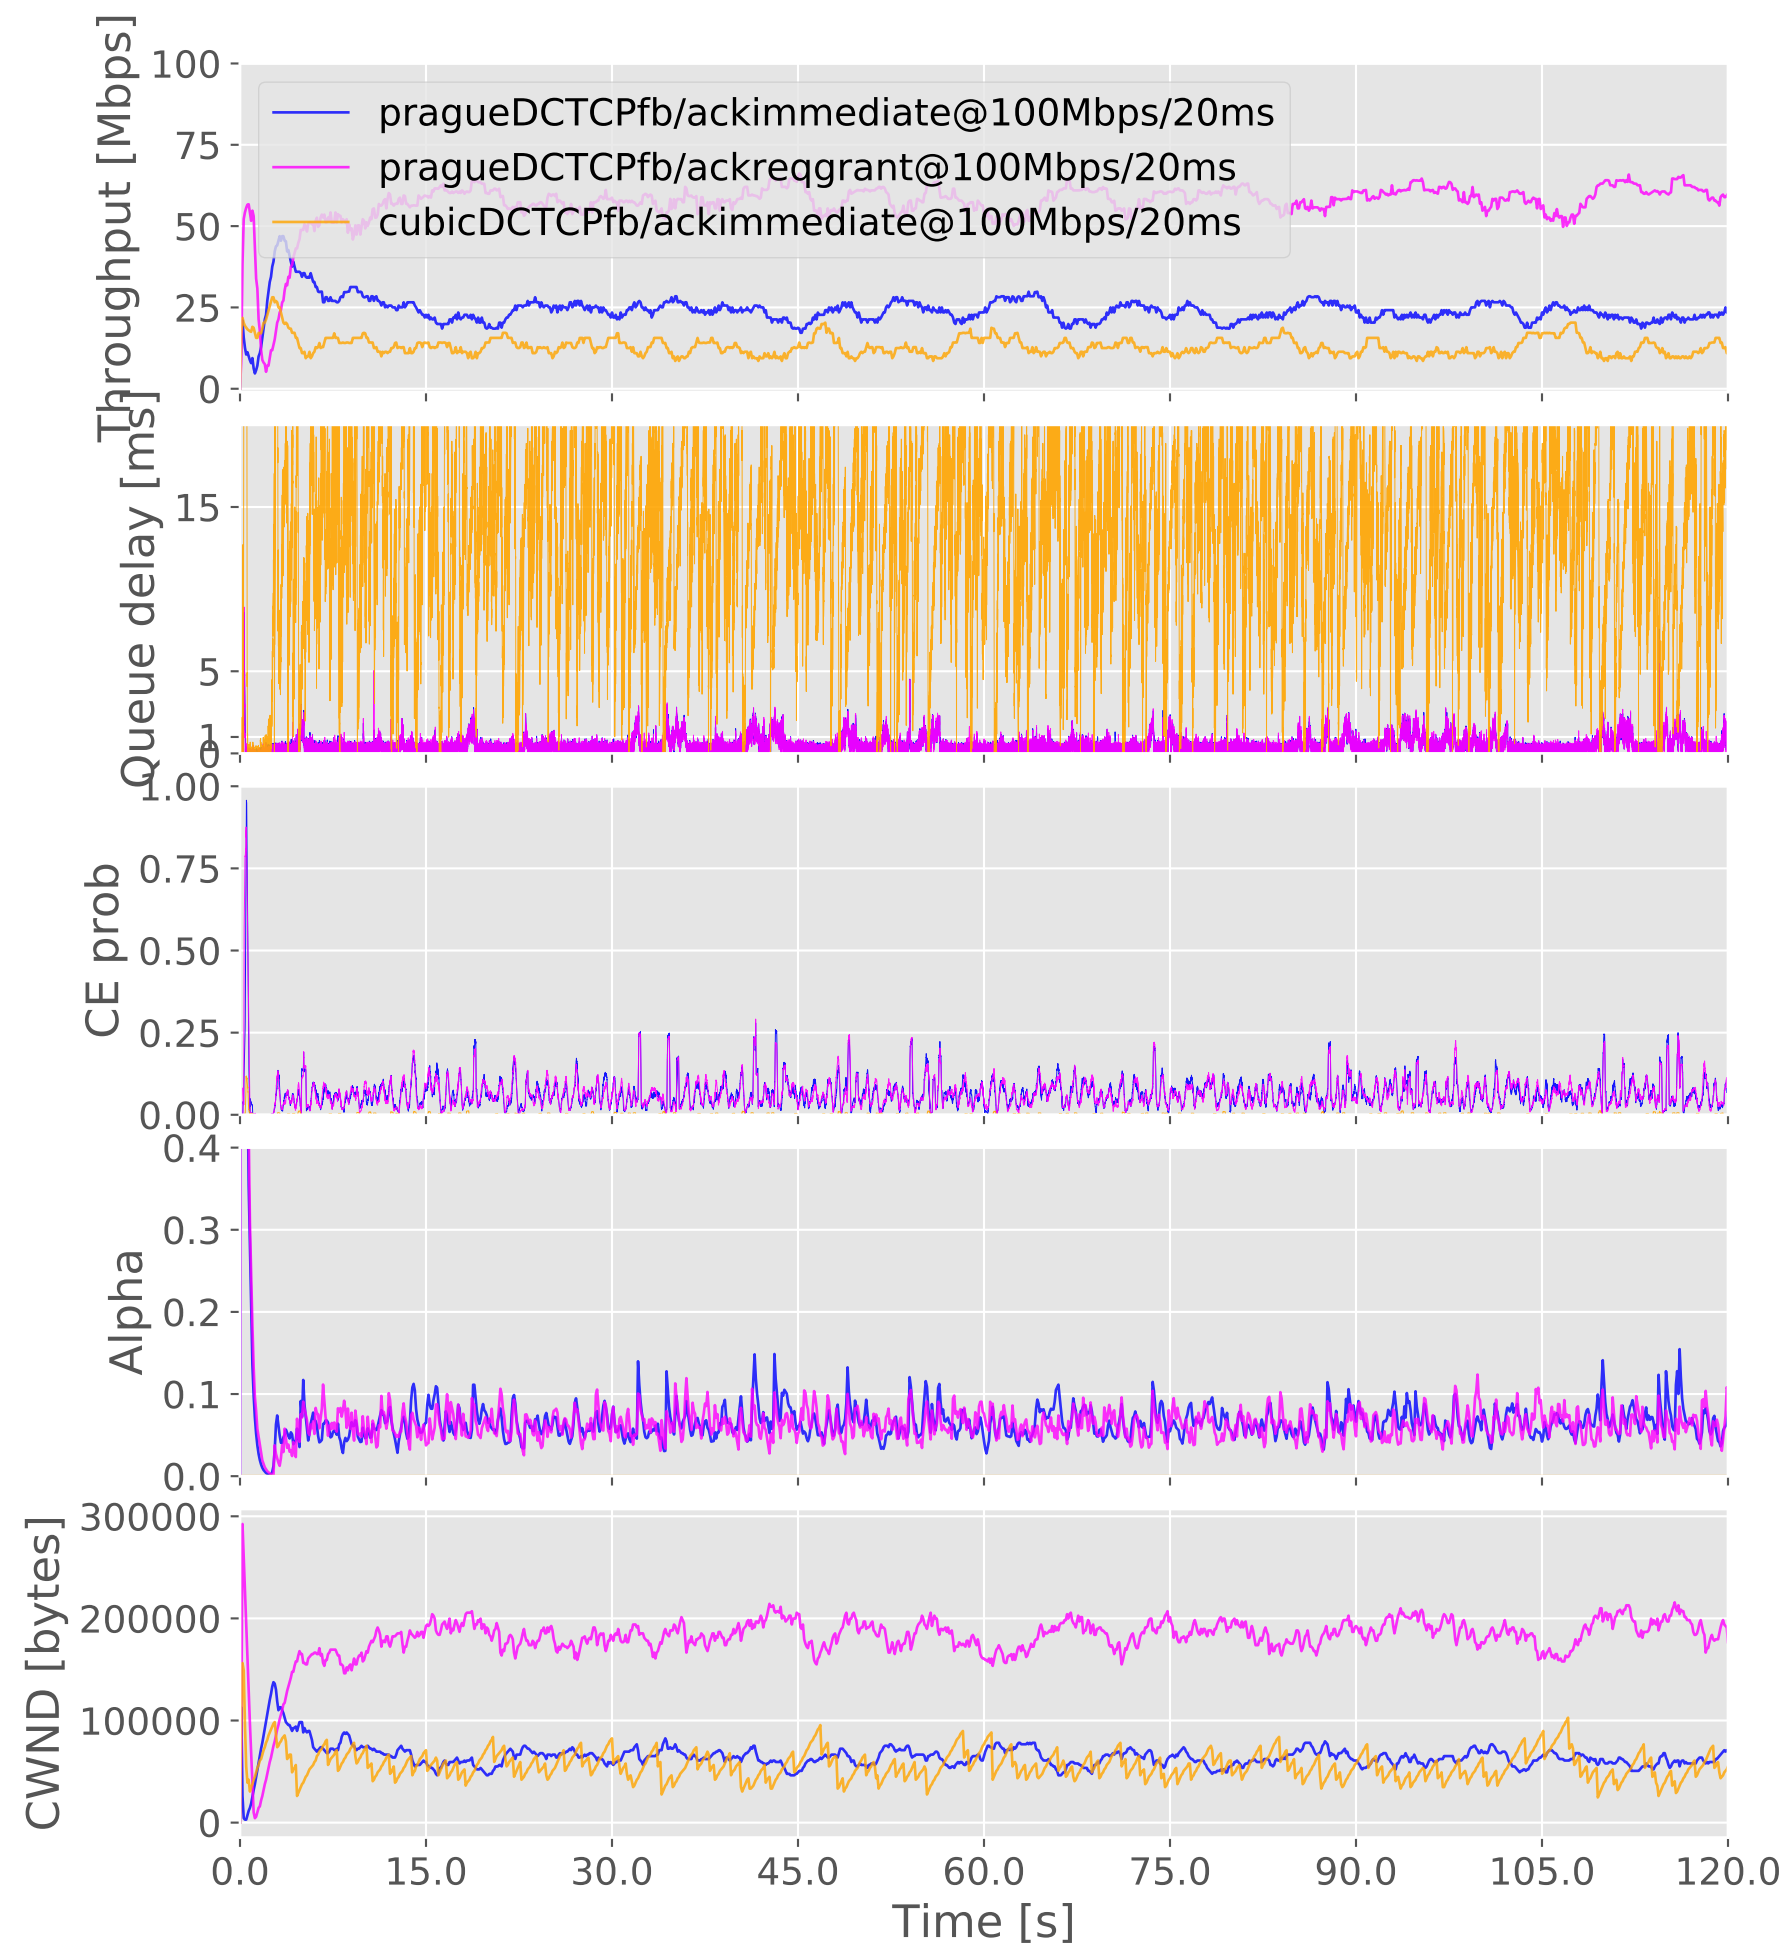 Throughput [Mbps]
100
75
50
25
0
pragueDCTCPfb/ackimmediate@100Mbps/20ms
pragueDCTCPfb/ackreqgrant@100Mbps/20ms
cubicDCTCPfb/ackimmediate@100Mbps/20ms
Queue delay [ms]
15
5
1
0
CE prob
1.00
0.75
0.50
0.25
0.00
Alpha
0.4
0.3
0.2
0.1
0.0
CWND [bytes]
300000
200000
100000
0
0.0 15.0 30.0 45.0 60.0 75.0 90.0 105.0 120.0
Time [s]